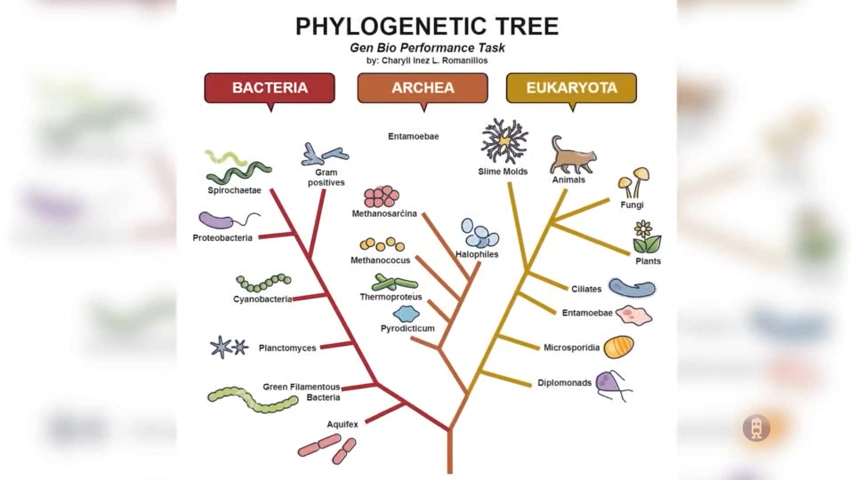 PHYLOGENETIC TREE
Gen Bio Performance Task
by: Charyll Inez L. Romanillos
BACTERIA
ARCHEA
EUKARYOTA
Entamoebae
Spirochaetae
Gram
positives
Slime Molds
Animals
Fungi
Proteobacteria
Methanosarcina
Halophiles
Plants
Methanococus
Cyanobacteria
Thermoproteus
Ciliates
Pyrodicticum
Entamoebae
Planctomyces
Microsporidia
Green Filamentous
Bacteria
Diplomonads
Aquifex